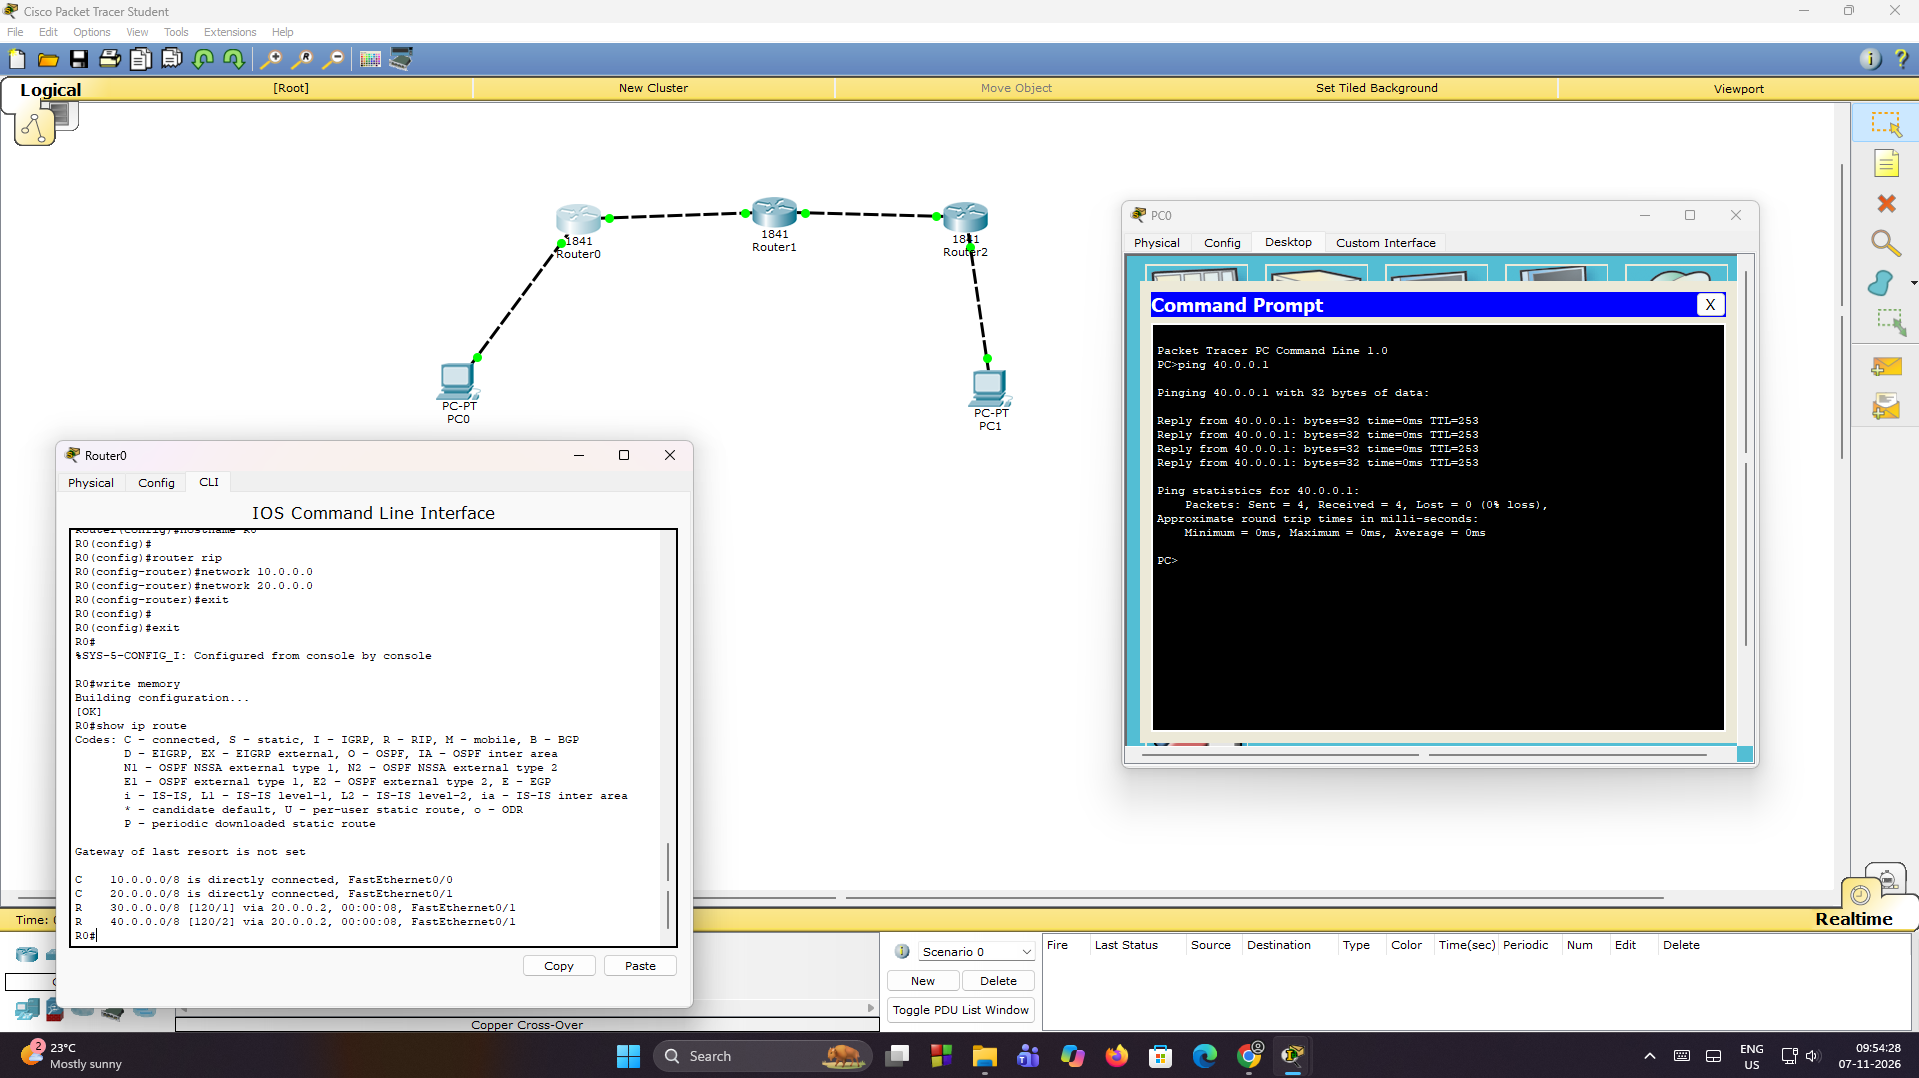 Cisco Packet Tracer Student
File Edit Options View Tools Extensions Help
Logical [Root] New Cluster Move Object Set Tiled Background Viewport
1841
Router0
1841
Router1
1841
Router2
PC-PT
PC0
PC-PT
PC1
Router0
Physical Config CLI
IOS Command Line Interface
Router(config)#hostname R0
R0(config)#
R0(config)#router rip
R0(config-router)#network 10.0.0.0
R0(config-router)#network 20.0.0.0
R0(config-router)#exit
R0(config)#
R0(config)#exit
R0#
%SYS-5-CONFIG_I: Configured from console by console
R0#write memory
Building configuration...
[OK]
R0#show ip route
Codes: C - connected, S - static, I - IGRP, R - RIP, M - mobile, B - BGP
D - EIGRP, EX - EIGRP external, O - OSPF, IA - OSPF inter area
N1 - OSPF NSSA external type 1, N2 - OSPF NSSA external type 2
E1 - OSPF external type 1, E2 - OSPF external type 2, E - EGP
i - IS-IS, L1 - IS-IS level-1, L2 - IS-IS level-2, ia - IS-IS inter area
* - candidate default, U - per-user static route, o - ODR
P - periodic downloaded static route
Gateway of last resort is not set
C 10.0.0.0/8 is directly connected, FastEthernet0/0
C 20.0.0.0/8 is directly connected, FastEthernet0/1
R 30.0.0.0/8 [120/1] via 20.0.0.2, 00:00:08, FastEthernet0/1
R 40.0.0.0/8 [120/2] via 20.0.0.2, 00:00:08, FastEthernet0/1
R0#
Copy Paste
PC0
Physical Config Desktop Custom Interface
Command Prompt X
Packet Tracer PC Command Line 1.0
PC>ping 40.0.0.1
Pinging 40.0.0.1 with 32 bytes of data:
Reply from 40.0.0.1: bytes=32 time=0ms TTL=253
Reply from 40.0.0.1: bytes=32 time=0ms TTL=253
Reply from 40.0.0.1: bytes=32 time=0ms TTL=253
Reply from 40.0.0.1: bytes=32 time=0ms TTL=253
Ping statistics for 40.0.0.1:
Packets: Sent = 4, Received = 4, Lost = 0 (0% loss),
Approximate round trip times in milli-seconds:
Minimum = 0ms, Maximum = 0ms, Average = 0ms
PC>
Time:
Realtime
Scenario 0
New Delete
Toggle PDU List Window
Fire Last Status Source Destination Type Color Time(sec) Periodic Num Edit Delete
Copper Cross-Over
2
23°C
Mostly sunny
Search
ENG
US
09:54:28
07-11-2026